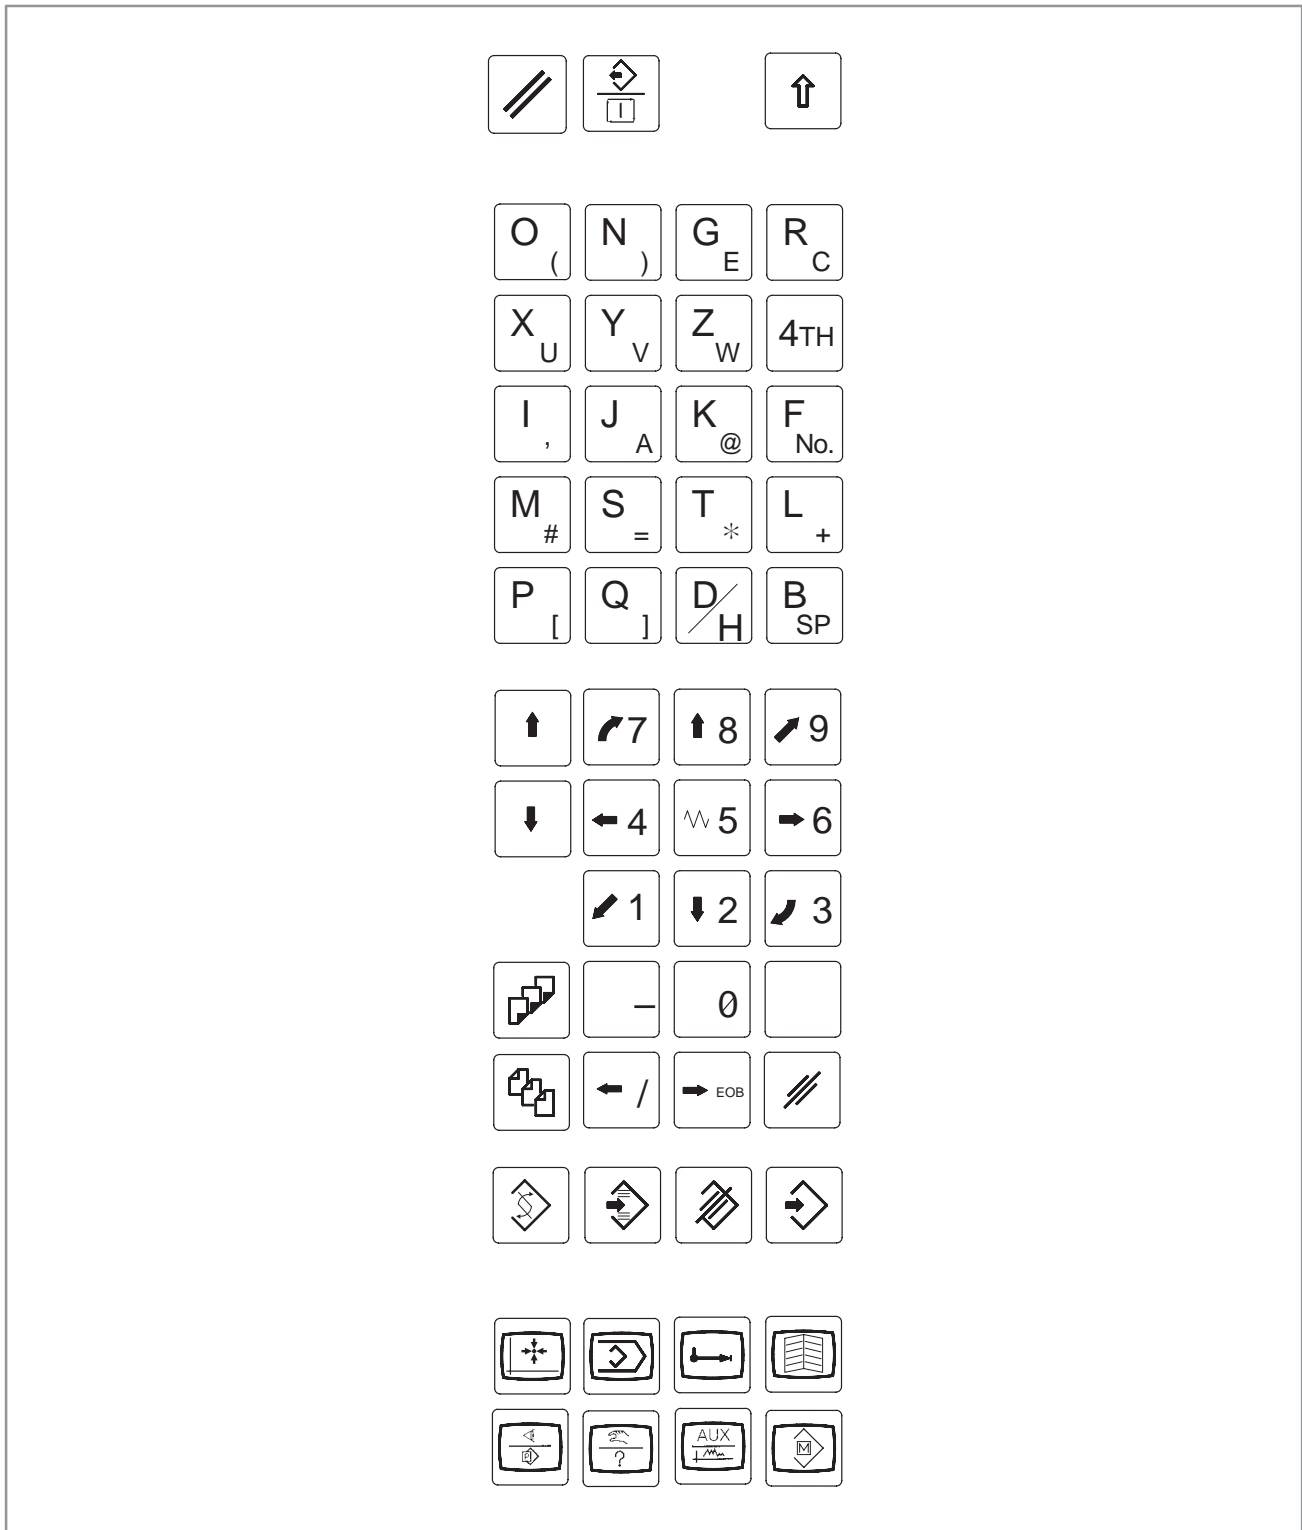 I
O ( N ) G E R C
X U Y V Z W 4TH
I , J A K @ F No.
M # S = T * L +
P [ Q ] D/H B SP
7 8 9
4 5 6
1 2 3
– 0
/ EOB
AUX
P ? M